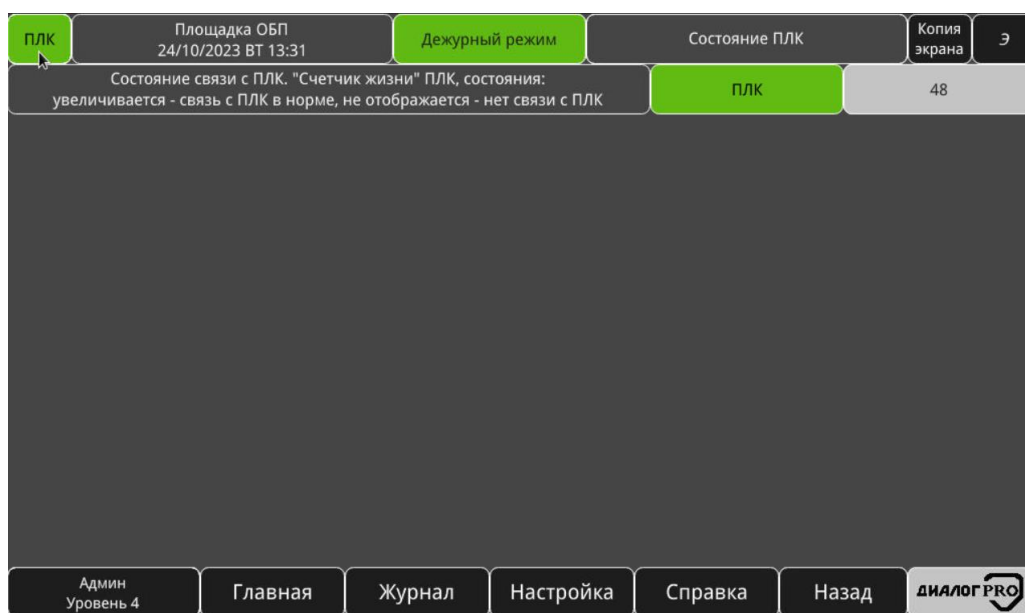 ПЛК
Площадка ОБП
24/10/2023 ВТ 13:31
Дежурный режим
Состояние ПЛК
Копия
экрана
Э
Состояние связи с ПЛК. "Счетчик жизни" ПЛК, состояния:
увеличивается - связь с ПЛК в норме, не отображается - нет связи с ПЛК
ПЛК
48
Админ
Уровень 4
Главная
Журнал
Настройка
Справка
Назад
ДИАЛОГ PRO